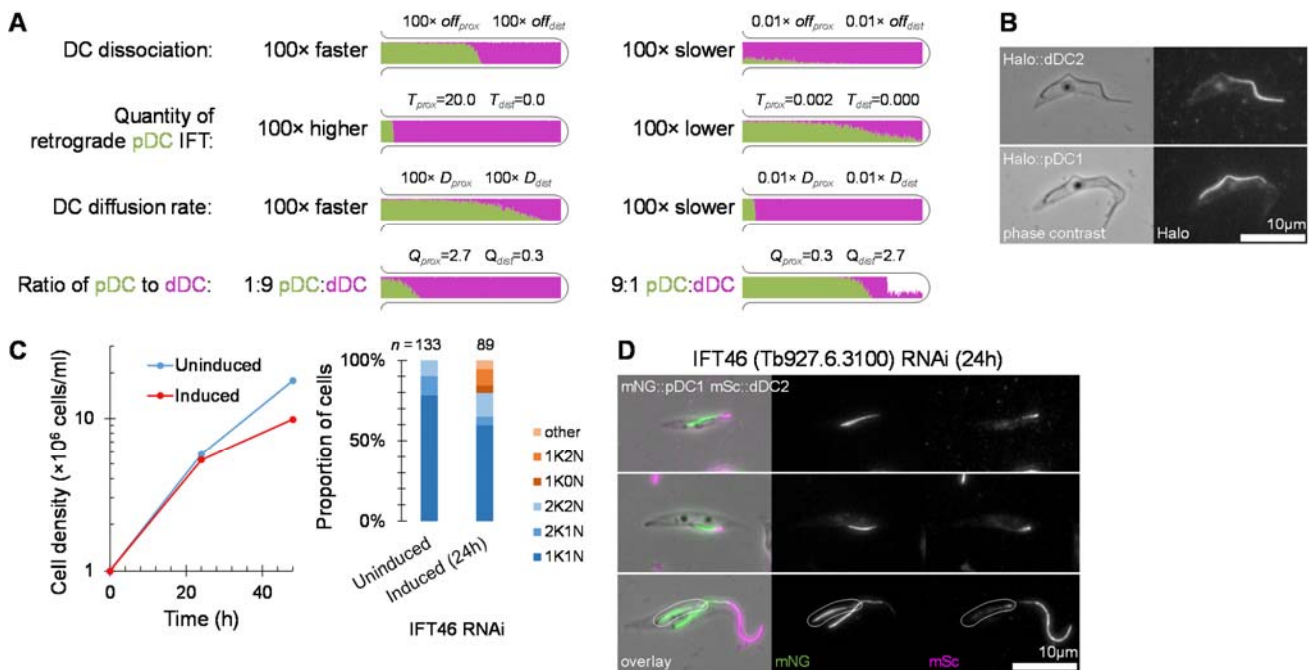 A
100× off_prox 100× off_dist
0.01× off_prox 0.01× off_dist
DC dissociation:
100× faster
100× slower
T_prox=20.0 T_dist=0.0
T_prox=0.002 T_dist=0.000
Quantity of
retrograde pDC IFT:
100× higher
100× lower
100× D_prox 100× D_dist
0.01× D_prox 0.01× D_dist
DC diffusion rate:
100× faster
100× slower
Q_prox=2.7 Q_dist=0.3
Q_prox=0.3 Q_dist=2.7
Ratio of pDC to dDC:
1:9 pDC:dDC
9:1 pDC:dDC
B
Halo::dDC2
Halo::pDC1
phase contrast
Halo
10µm
C
Uninduced
Induced
Cell density (×10⁶ cells/ml)
10
1
0 20 40
Time (h)
n = 133 89
Proportion of cells
100%
50%
0%
Uninduced
Induced (24h)
IFT46 RNAi
other
1K2N
1K0N
2K2N
2K1N
1K1N
D
IFT46 (Tb927.6.3100) RNAi (24h)
mNG::pDC1 mSc::dDC2
overlay
mNG
mSc
10µm